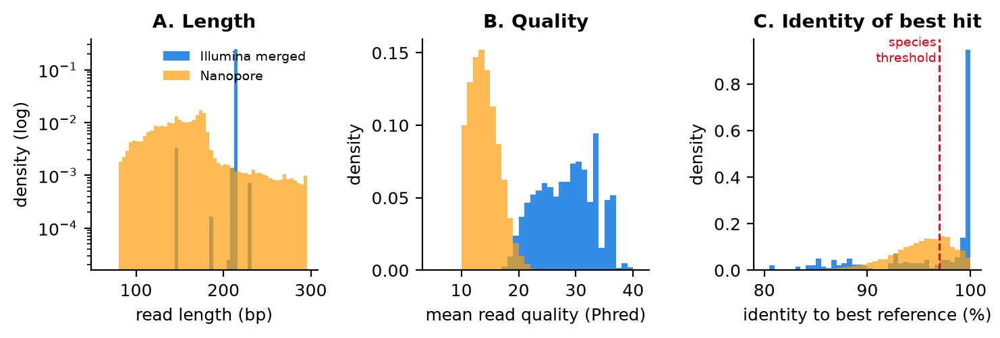 A. Length
Illumina merged
Nanopore
density (log)
10⁻¹
10⁻²
10⁻³
10⁻⁴
100
200
300
read length (bp)
B. Quality
density
0.15
0.10
0.05
0.00
10
20
30
40
mean read quality (Phred)
C. Identity of best hit
species
threshold
density
0.8
0.6
0.4
0.2
0.0
80
90
100
identity to best reference (%)